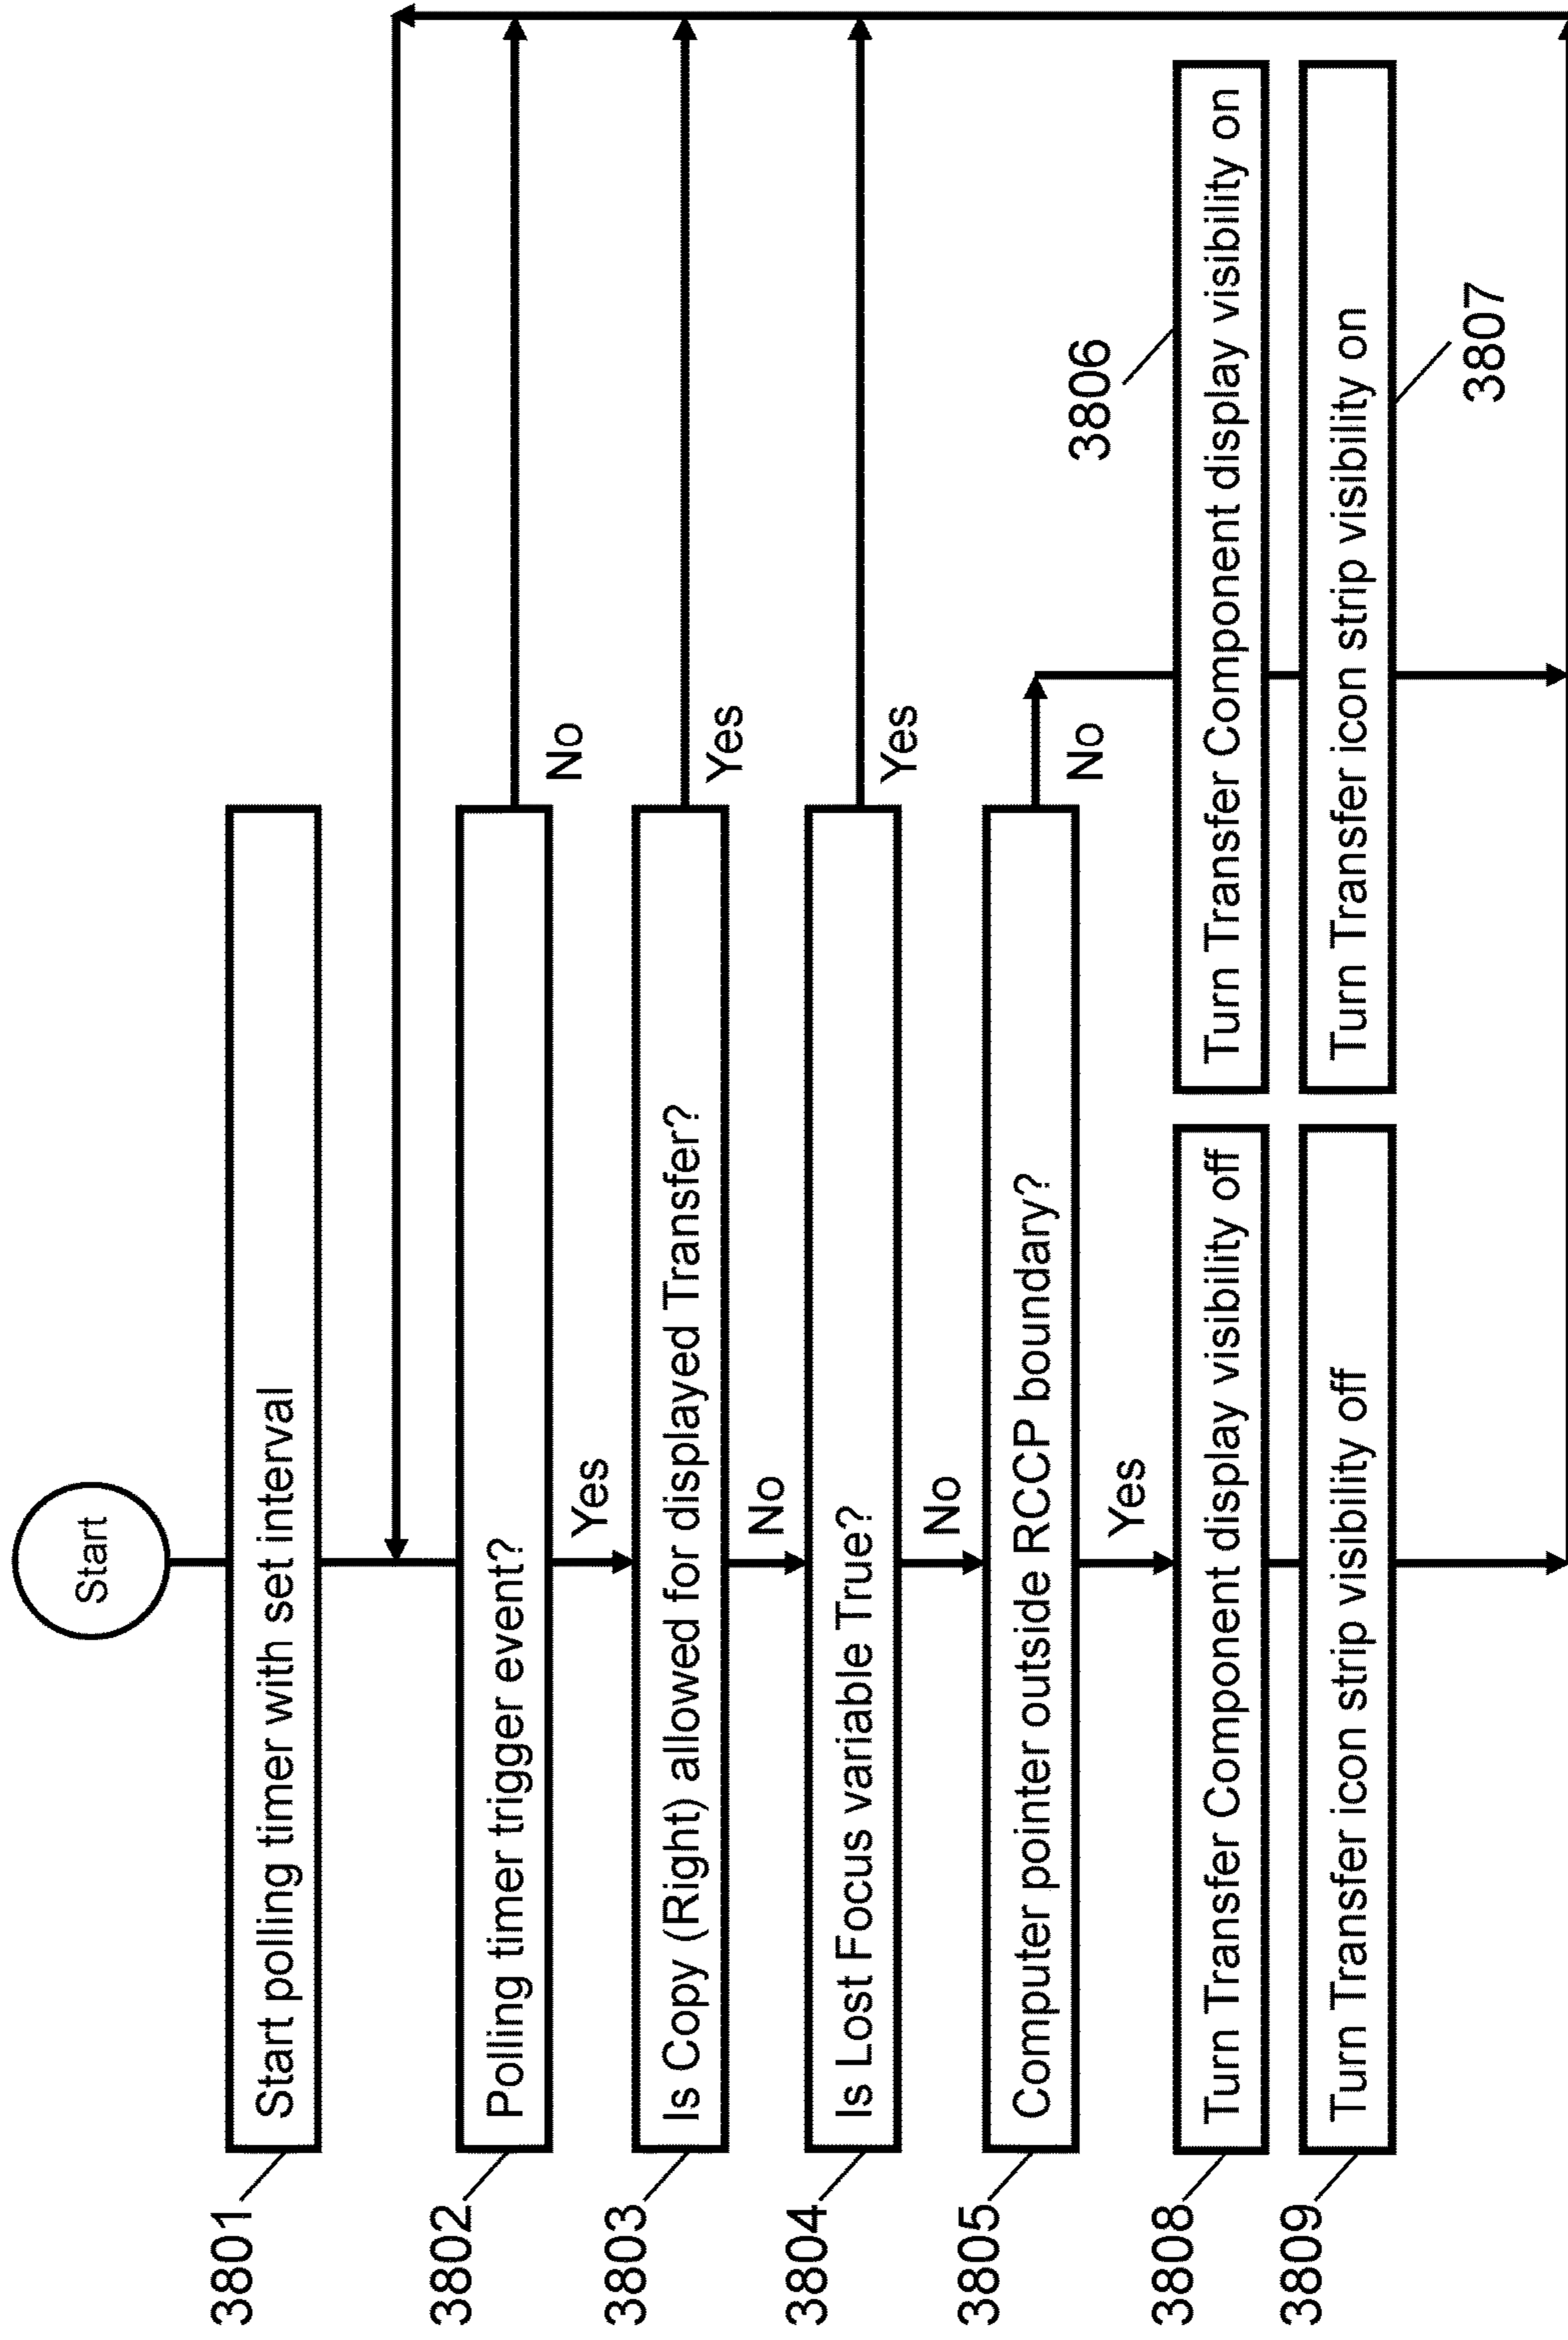 Start
3801
Start polling timer with set interval
3802
Polling timer trigger event?
No
Yes
3803
Is Copy (Right) allowed for displayed Transfer?
Yes
No
3804
Is Lost Focus variable True?
Yes
No
3805
Computer pointer outside RCCP boundary?
No
Yes
3806
3808
Turn Transfer Component display visibility off
Turn Transfer Component display visibility on
3809
Turn Transfer icon strip visibility off
Turn Transfer icon strip visibility on
3807